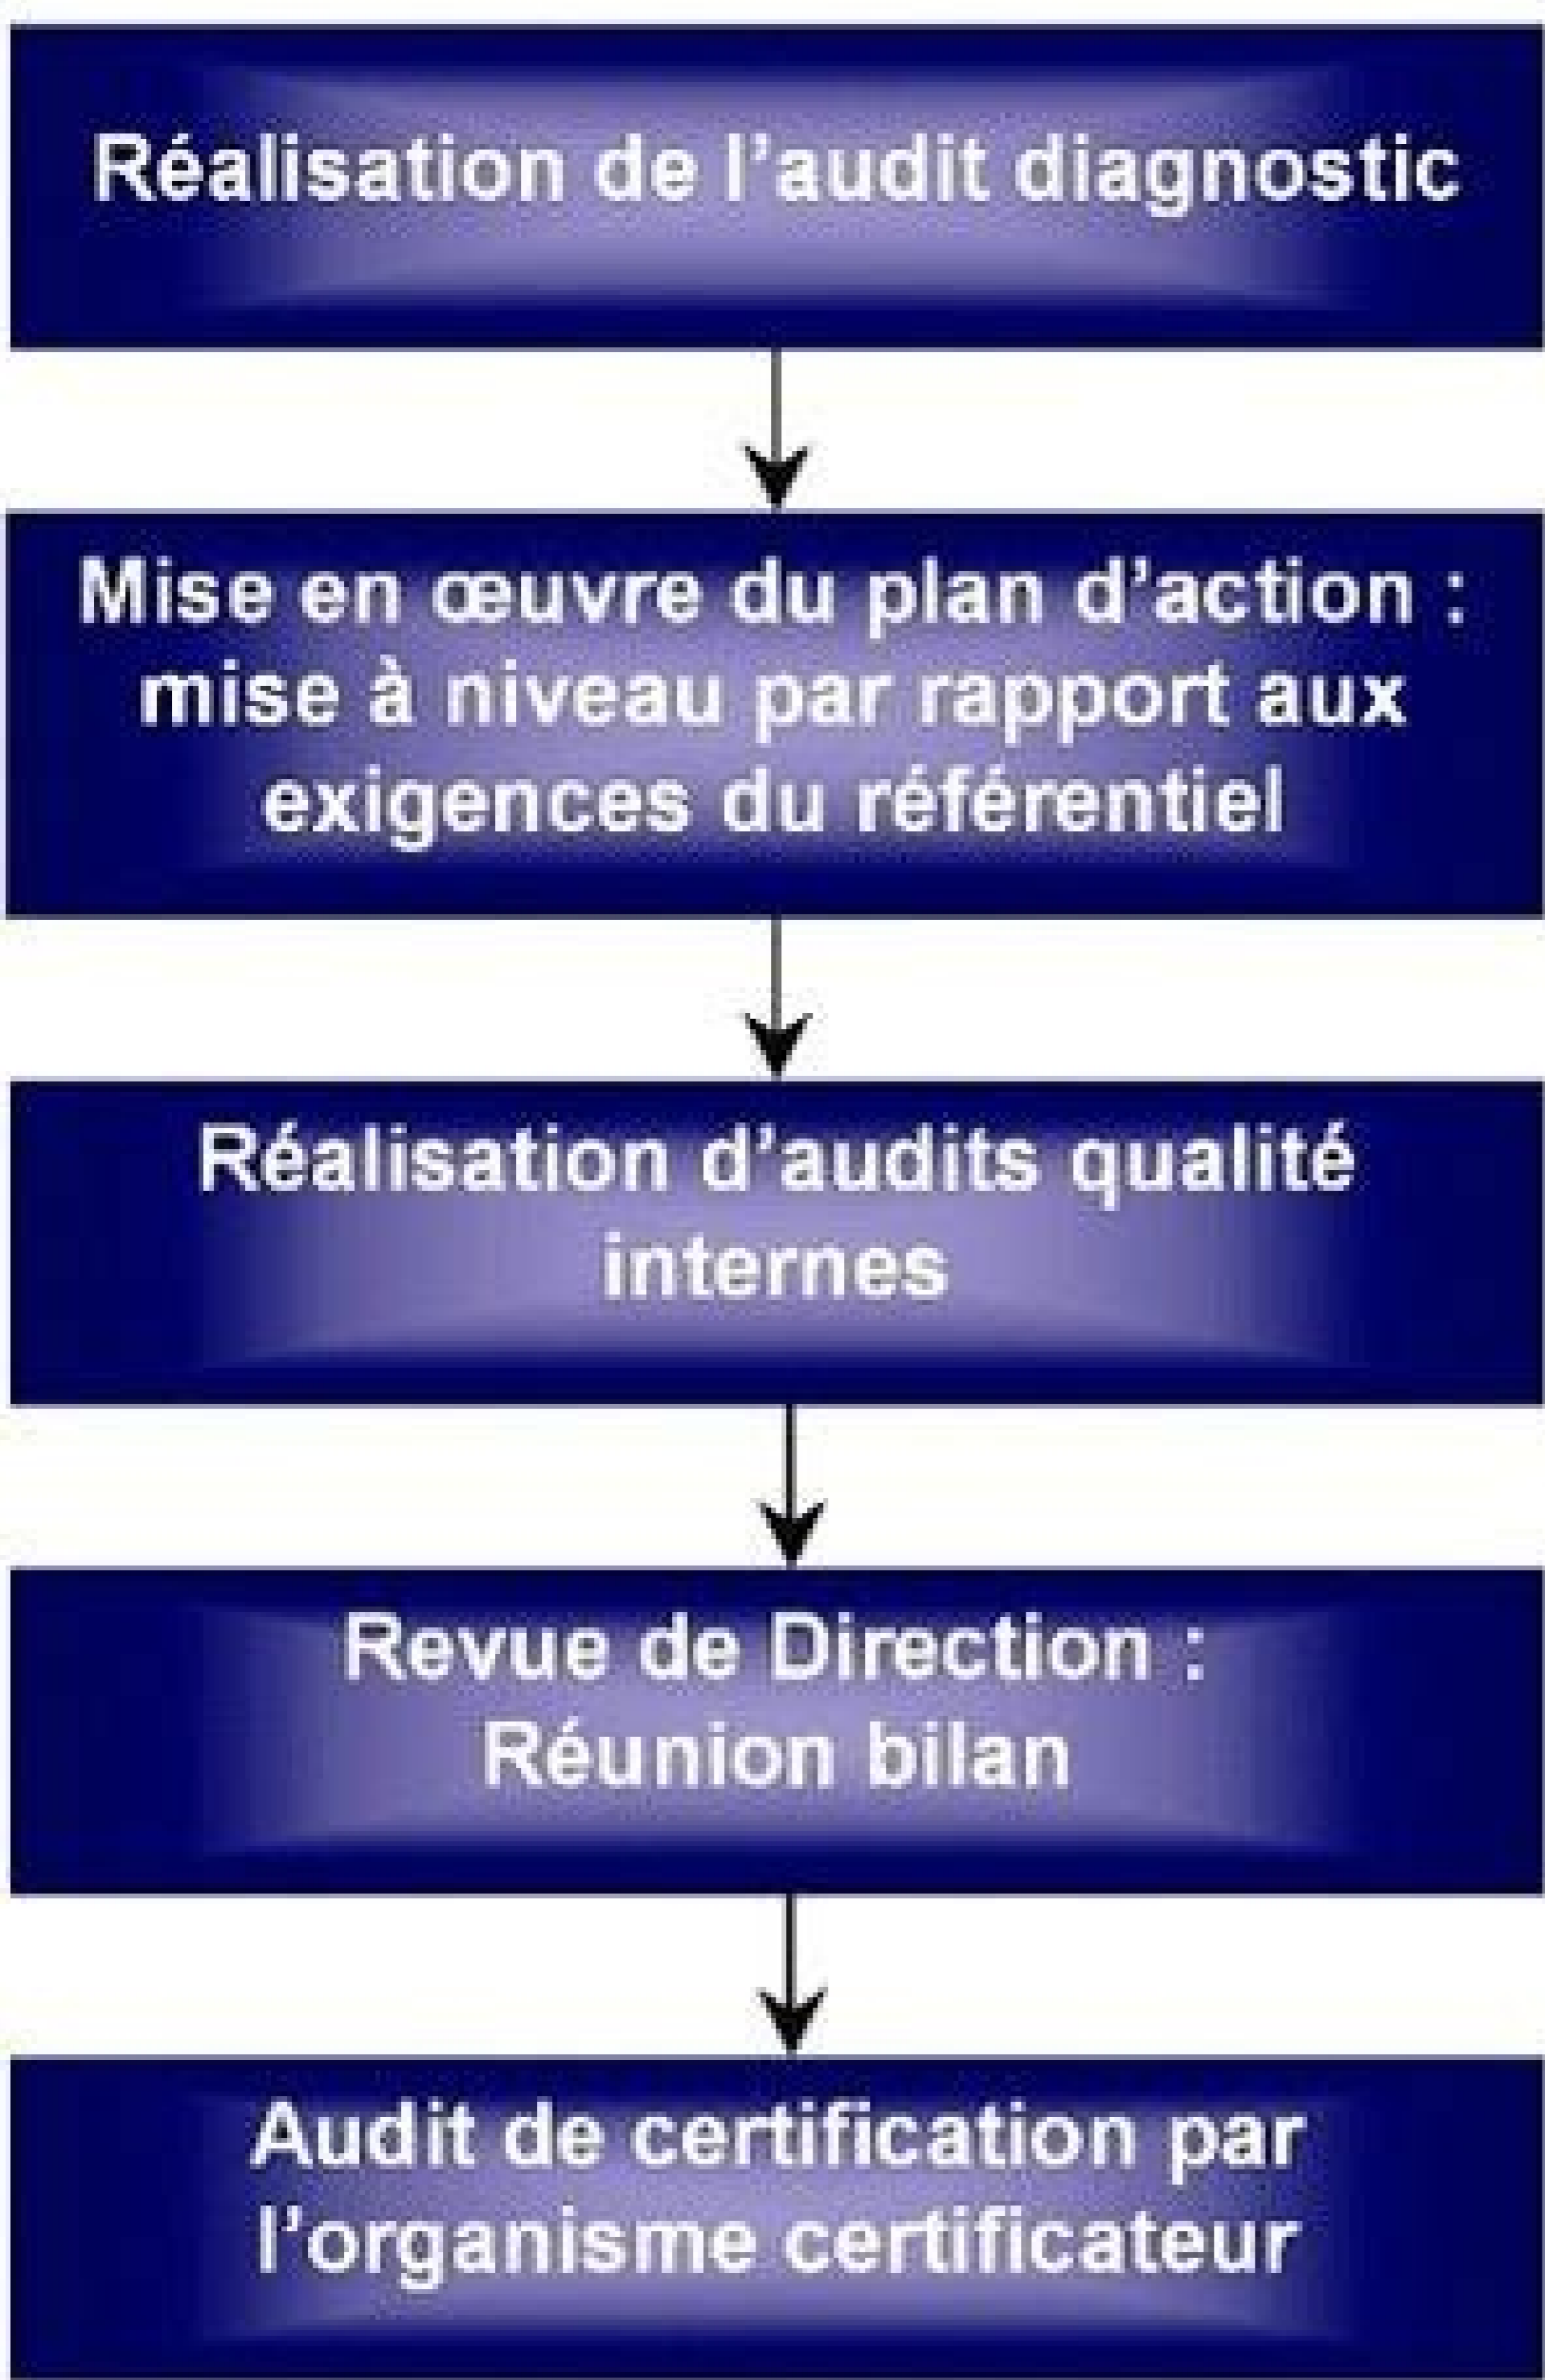 Réalisation de l’audit diagnostic
Mise en œuvre du plan d’action :
mise à niveau par rapport aux
exigences du référentiel
Réalisation d’audits qualité
internes
Revue de Direction :
Réunion bilan
Audit de certification par
l’organisme certificateur